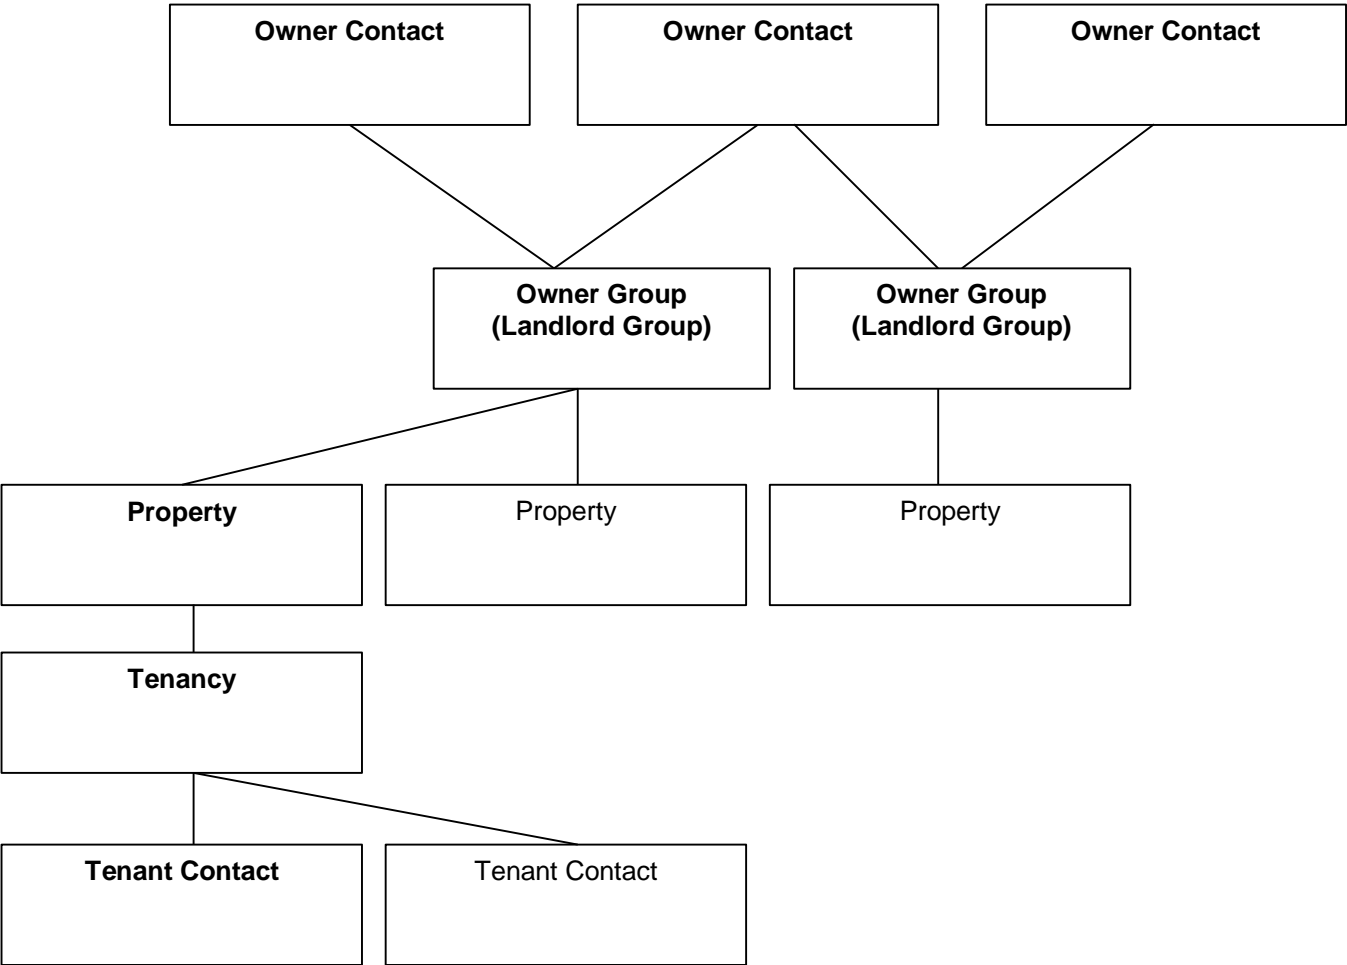 Owner Contact
Owner Contact
Owner Contact
Owner Group
(Landlord Group)
Owner Group
(Landlord Group)
Property
Property
Property
Tenancy
Tenant Contact
Tenant Contact